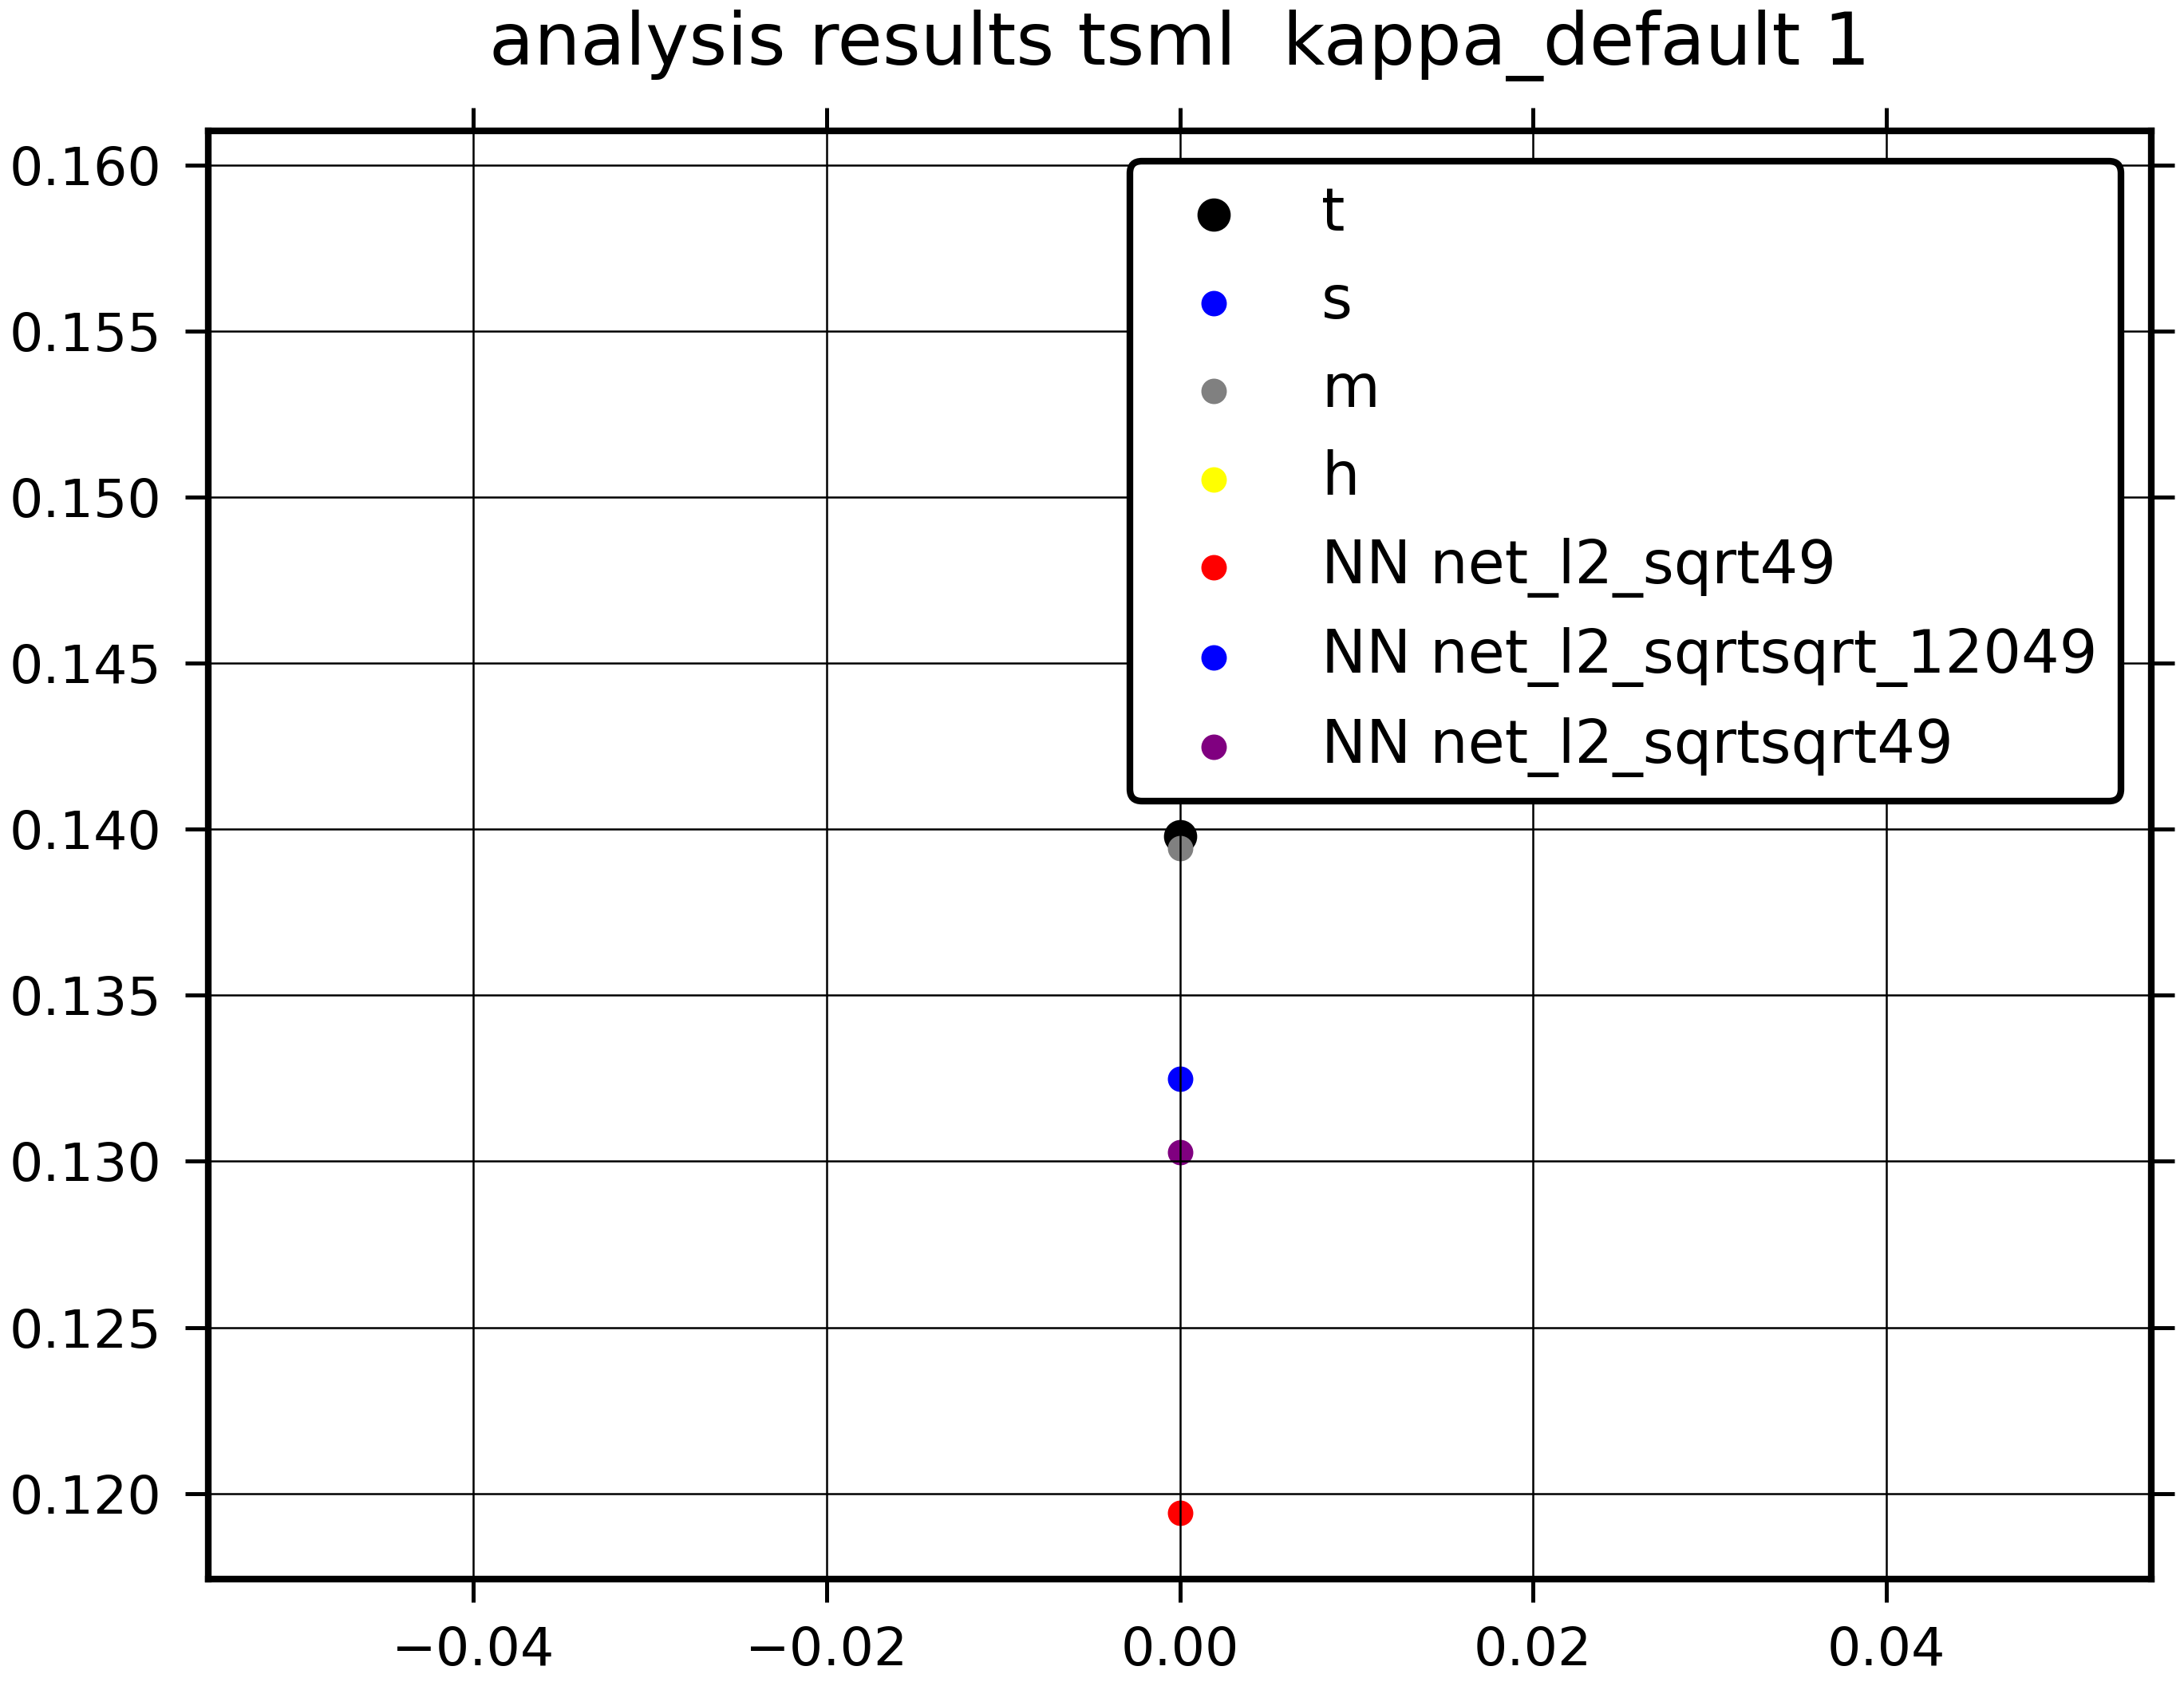 analysis results tsml  kappa_default 1
0.160
0.155
0.150
0.145
0.140
0.135
0.130
0.125
0.120
t
s
m
h
NN net_l2_sqrt49
NN net_l2_sqrtsqrt_12049
NN net_l2_sqrtsqrt49
−0.04
−0.02
0.00
0.02
0.04